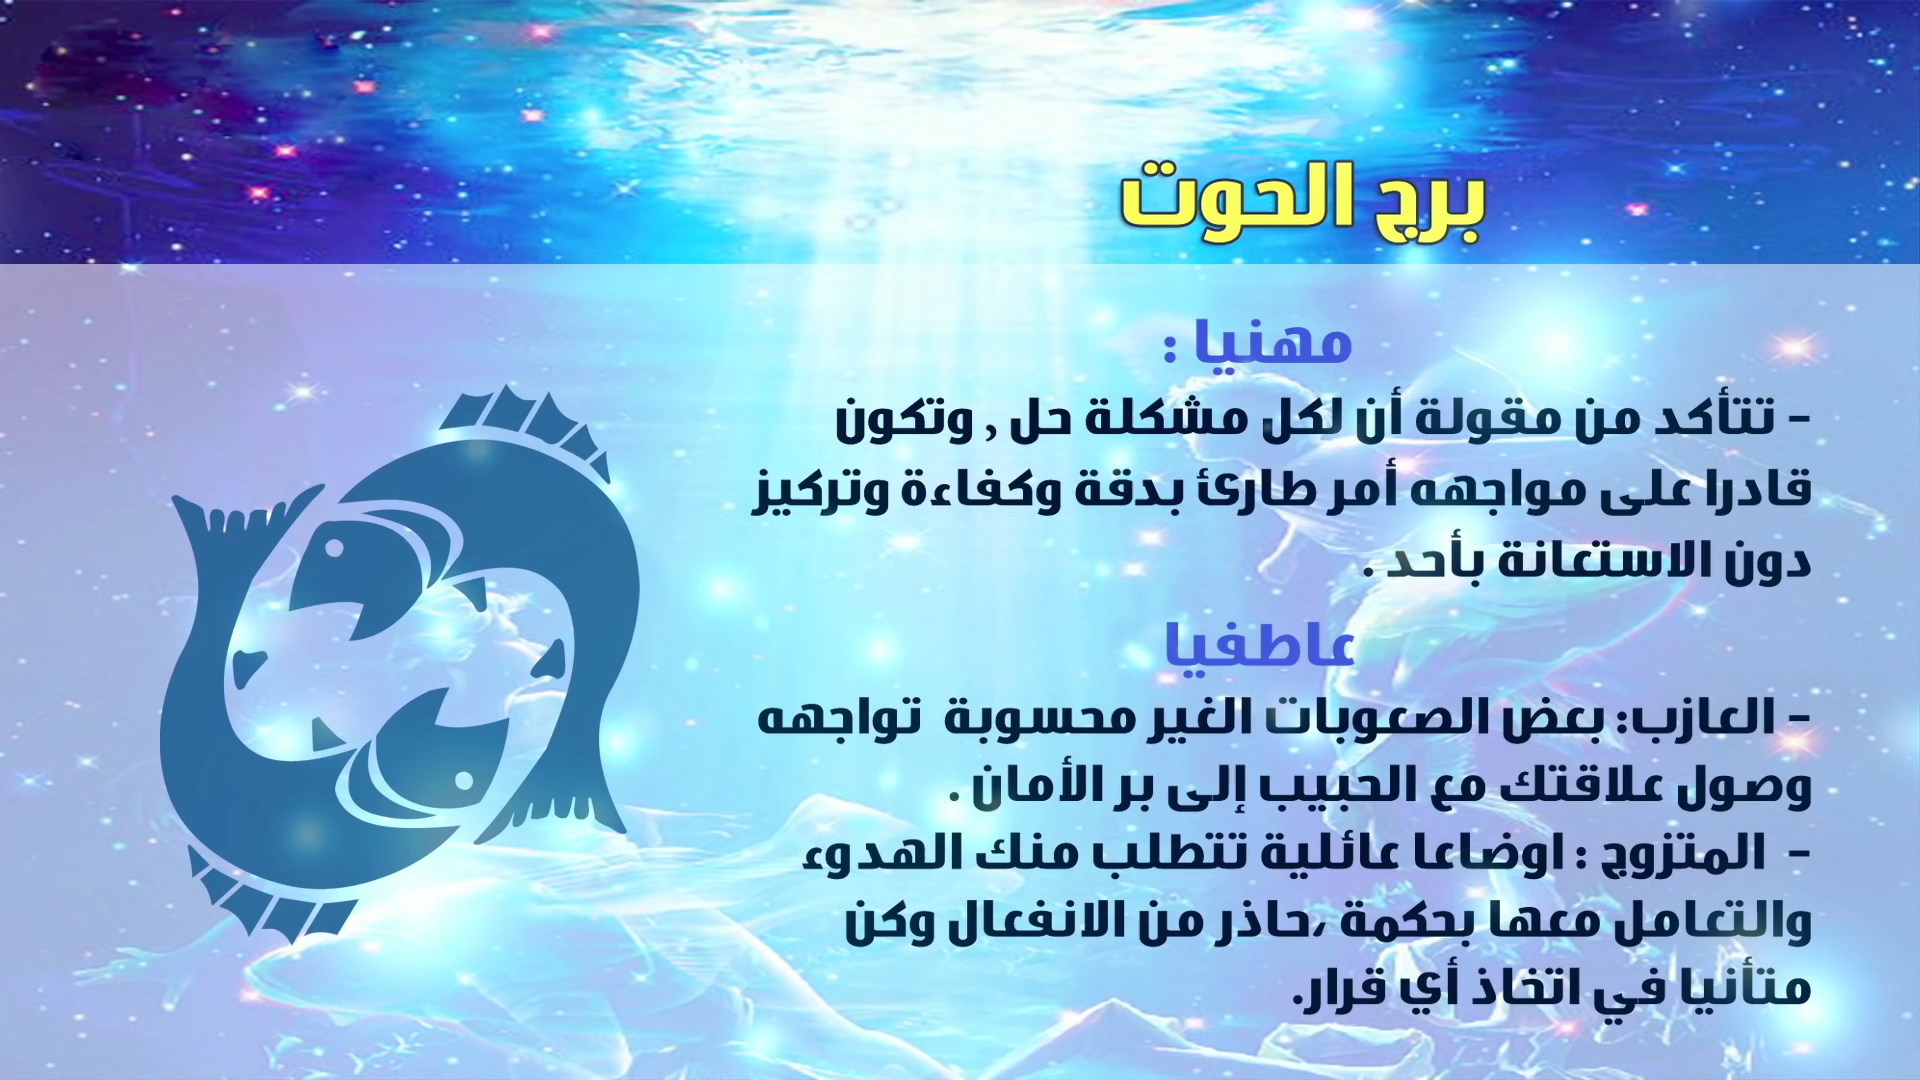 برج الحوت
مهنيا :
- تتأكد من مقولة أن لكل مشكلة حل , وتكون
قادرا على مواجهه أمر طارئ بدقة وكفاءة وتركيز
دون الاستعانة بأحد .
عاطفيا
- العازب: بعض الصعوبات الغير محسوبة تواجهه
وصول علاقتك مع الحبيب إلى بر الأمان .
- المتزوج : اوضاعا عائلية تتطلب منك الهدوء
والتعامل معها بحكمة ،حاذر من الانفعال وكن
متأنيا في اتخاذ أي قرار.